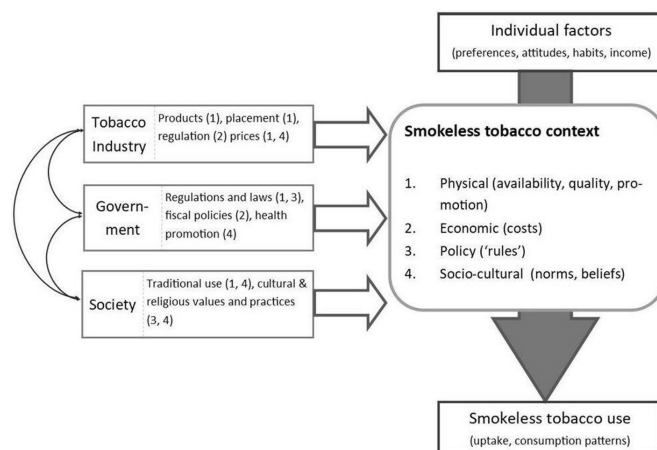 Individual factors
(preferences, attitudes, habits, income)
Tobacco
Industry
Products (1), placement (1),
regulation (2) prices (1, 4)
Govern-
ment
Regulations and laws (1, 3),
fiscal policies (2), health
promotion (4)
Society
Traditional use (1, 4), cultural &
religious values and practices
(3, 4)
Smokeless tobacco context
1. Physical (availability, quality, pro-
motion)
2. Economic (costs)
3. Policy (‘rules’)
4. Socio-cultural (norms, beliefs)
Smokeless tobacco use
(uptake, consumption patterns)